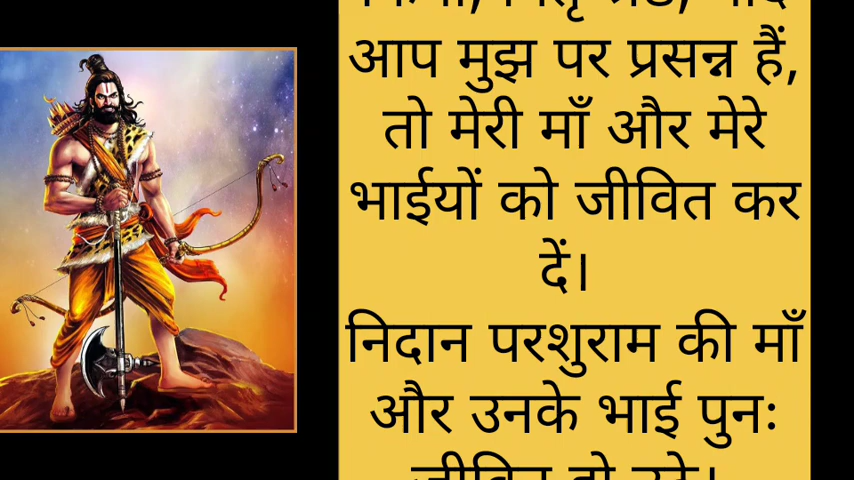 आप मुझ पर प्रसन्न हैं,
तो मेरी माँ और मेरे
भाईयों को जीवित कर
दें।
निदान परशुराम की माँ
और उनके भाई पुनः